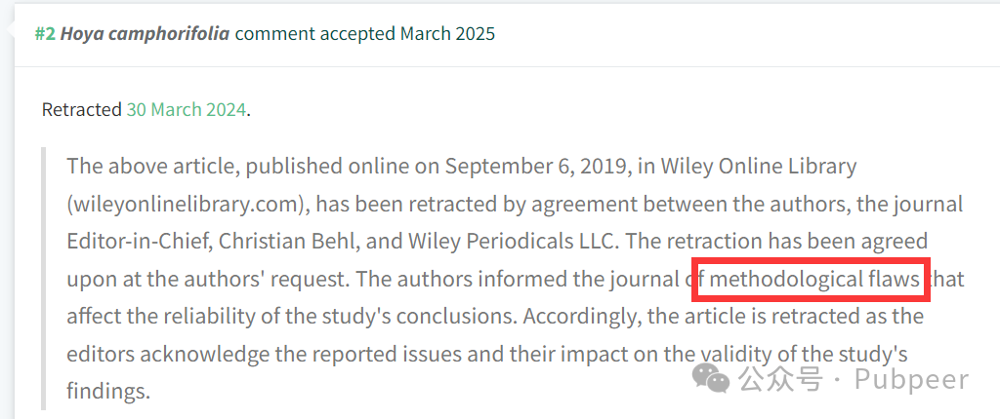 #2 Hoya camphorifolia comment accepted March 2025
Retracted 30 March 2024.
The above article, published online on September 6, 2019, in Wiley Online Library
(wileyonlinelibrary.com), has been retracted by agreement between the authors, the journal
Editor-in-Chief, Christian Behl, and Wiley Periodicals LLC. The retraction has been agreed
upon at the authors' request. The authors informed the journal of methodological flaws that
affect the reliability of the study's conclusions. Accordingly, the article is retracted as the
editors acknowledge the reported issues and their impact on the validity of the study's
findings.
公众号 · Pubpeer